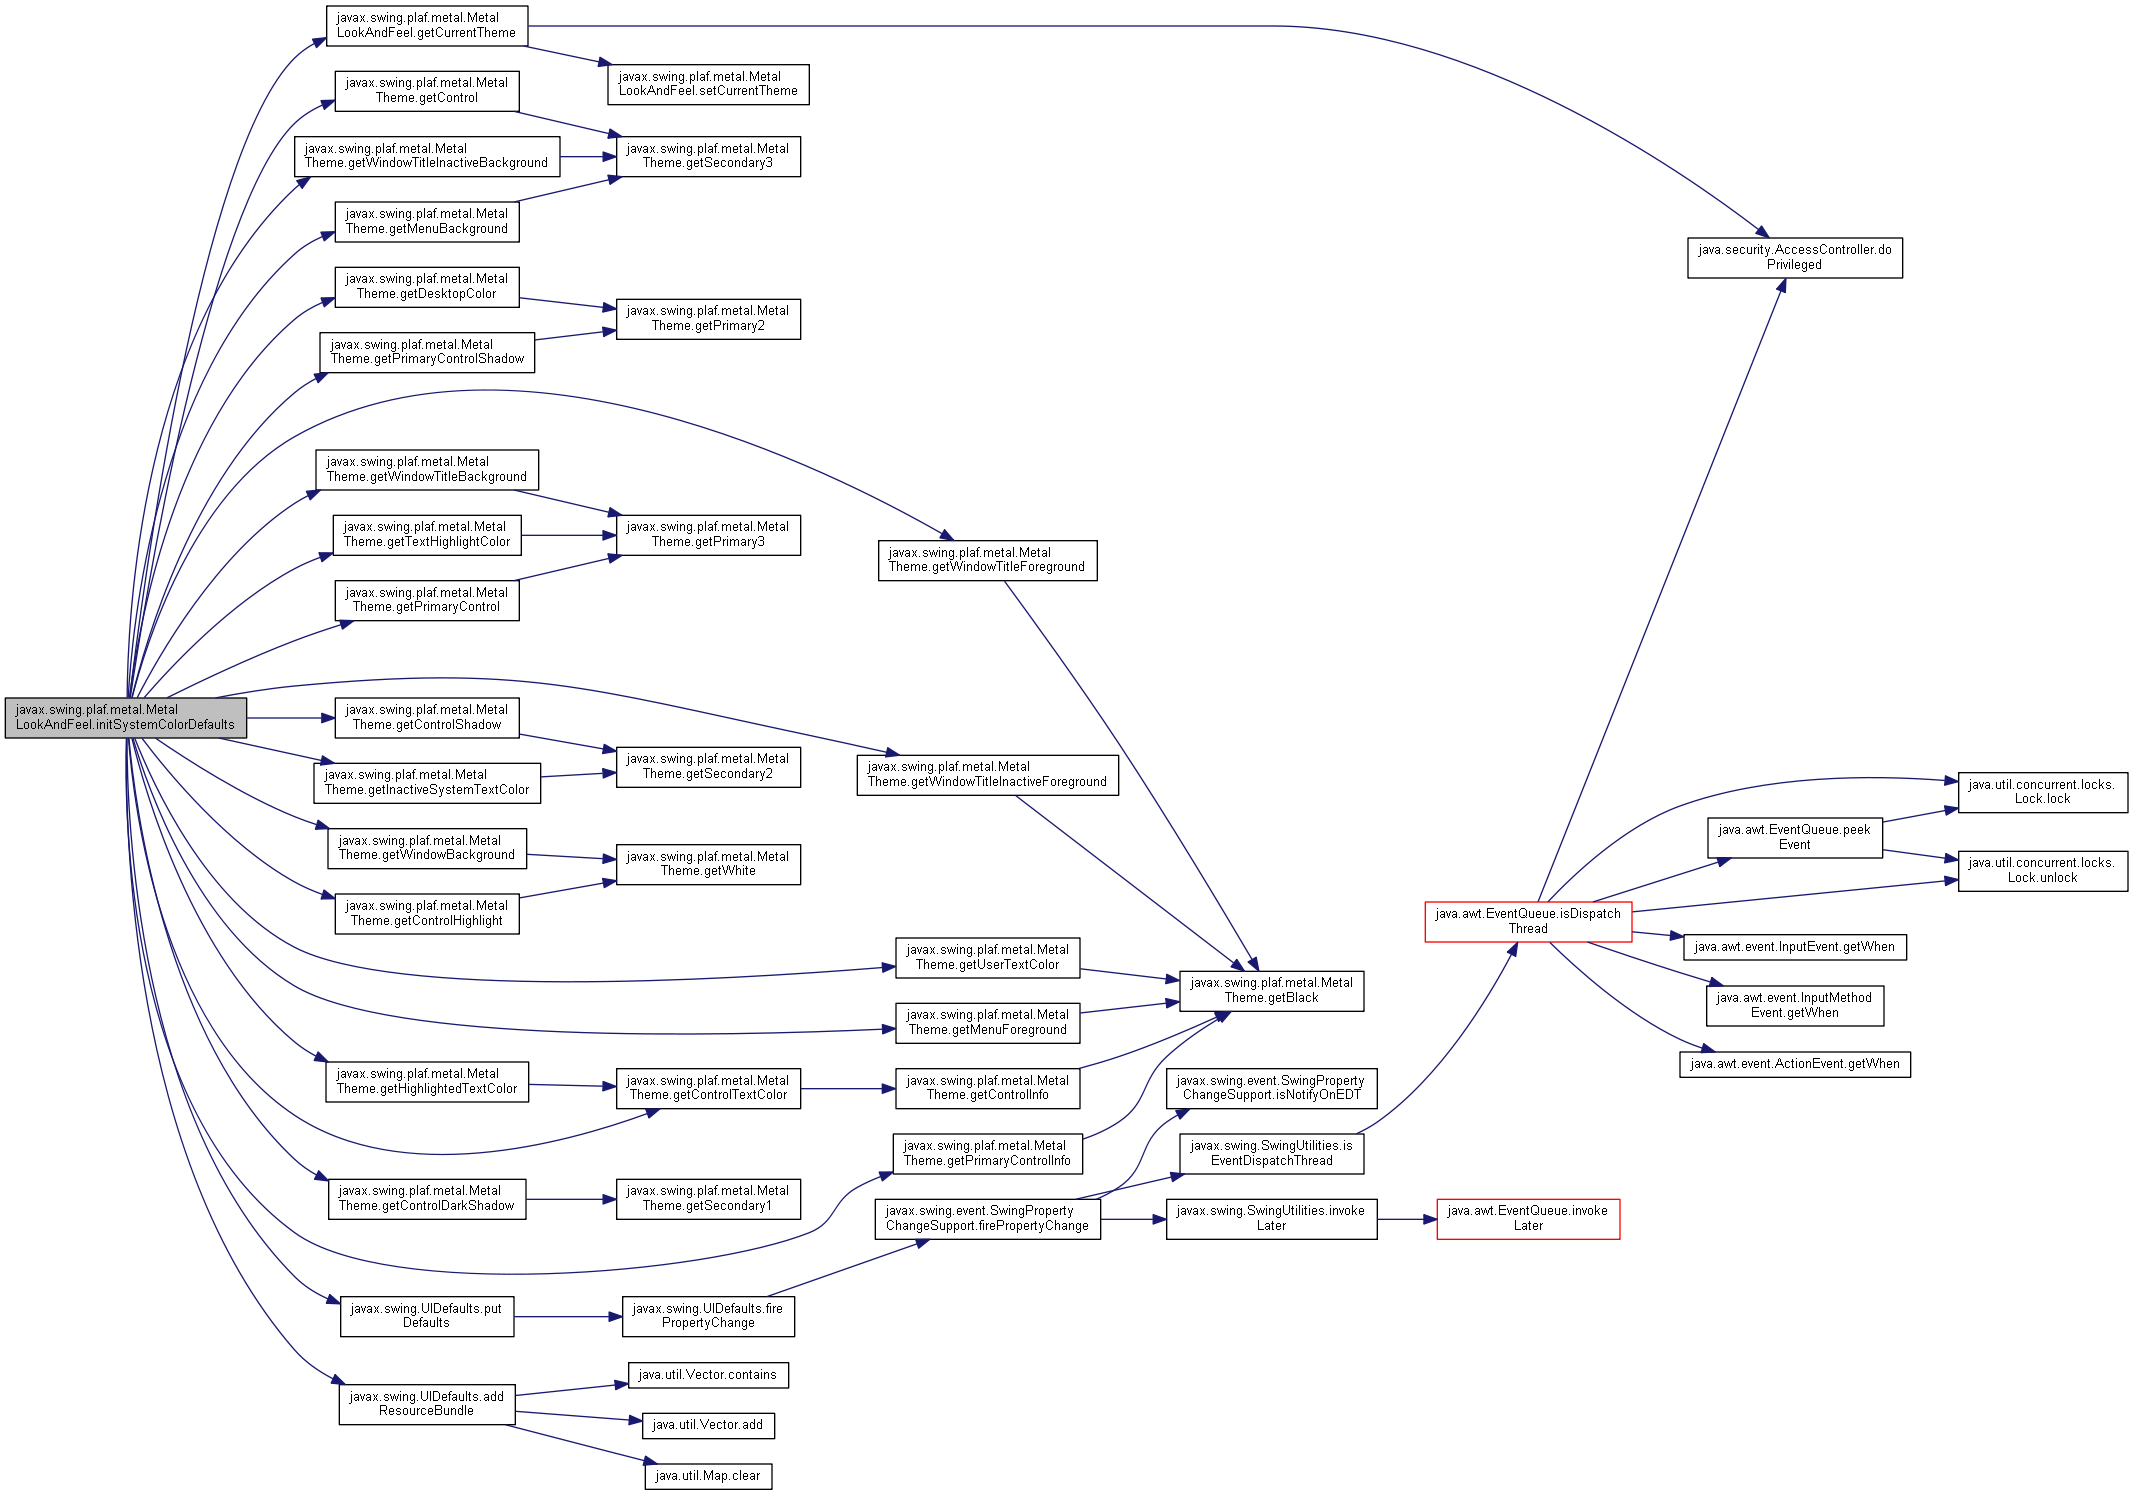 javax.swing.plaf.metal.Metal
LookAndFeel.initSystemColorDefaults
javax.swing.plaf.metal.Metal
LookAndFeel.getCurrentTheme
javax.swing.plaf.metal.Metal
LookAndFeel.setCurrentTheme
javax.swing.plaf.metal.Metal
Theme.getControl
javax.swing.plaf.metal.Metal
Theme.getWindowTitleInactiveBackground
javax.swing.plaf.metal.Metal
Theme.getSecondary3
javax.swing.plaf.metal.Metal
Theme.getMenuBackground
java.security.AccessController.do
Privileged
javax.swing.plaf.metal.Metal
Theme.getDesktopColor
javax.swing.plaf.metal.Metal
Theme.getPrimary2
javax.swing.plaf.metal.Metal
Theme.getPrimaryControlShadow
javax.swing.plaf.metal.Metal
Theme.getWindowTitleBackground
javax.swing.plaf.metal.Metal
Theme.getTextHighlightColor
javax.swing.plaf.metal.Metal
Theme.getPrimary3
javax.swing.plaf.metal.Metal
Theme.getWindowTitleForeground
javax.swing.plaf.metal.Metal
Theme.getPrimaryControl
javax.swing.plaf.metal.Metal
Theme.getControlShadow
javax.swing.plaf.metal.Metal
Theme.getInactiveSystemTextColor
javax.swing.plaf.metal.Metal
Theme.getSecondary2
javax.swing.plaf.metal.Metal
Theme.getWindowTitleInactiveForeground
javax.swing.plaf.metal.Metal
Theme.getWindowBackground
javax.swing.plaf.metal.Metal
Theme.getWhite
javax.swing.plaf.metal.Metal
Theme.getControlHighlight
java.util.concurrent.locks.
Lock.lock
java.awt.EventQueue.peek
Event
java.util.concurrent.locks.
Lock.unlock
java.awt.EventQueue.isDispatch
Thread
java.awt.event.InputEvent.getWhen
java.awt.event.InputMethod
Event.getWhen
java.awt.event.ActionEvent.getWhen
javax.swing.plaf.metal.Metal
Theme.getUserTextColor
javax.swing.plaf.metal.Metal
Theme.getBlack
javax.swing.plaf.metal.Metal
Theme.getMenuForeground
javax.swing.plaf.metal.Metal
Theme.getHighlightedTextColor
javax.swing.plaf.metal.Metal
Theme.getControlTextColor
javax.swing.plaf.metal.Metal
Theme.getControlInfo
javax.swing.event.SwingProperty
ChangeSupport.isNotifyOnEDT
javax.swing.plaf.metal.Metal
Theme.getPrimaryControlInfo
javax.swing.SwingUtilities.is
EventDispatchThread
javax.swing.plaf.metal.Metal
Theme.getControlDarkShadow
javax.swing.plaf.metal.Metal
Theme.getSecondary1
javax.swing.event.SwingProperty
ChangeSupport.firePropertyChange
javax.swing.SwingUtilities.invoke
Later
java.awt.EventQueue.invoke
Later
javax.swing.UIDefaults.put
Defaults
javax.swing.UIDefaults.fire
PropertyChange
javax.swing.UIDefaults.add
ResourceBundle
java.util.Vector.contains
java.util.Vector.add
java.util.Map.clear